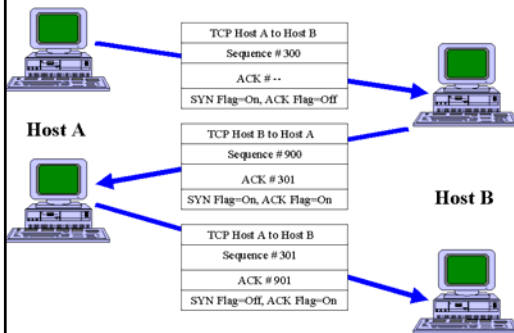 TCP Host A to Host B
Sequence # 300
ACK # --
SYN Flag=On, ACK Flag=Off
Host A
TCP Host B to Host A
Sequence # 900
ACK # 301
SYN Flag=On, ACK Flag=On
Host B
TCP Host A to Host B
Sequence # 301
ACK # 901
SYN Flag=Off, ACK Flag=On